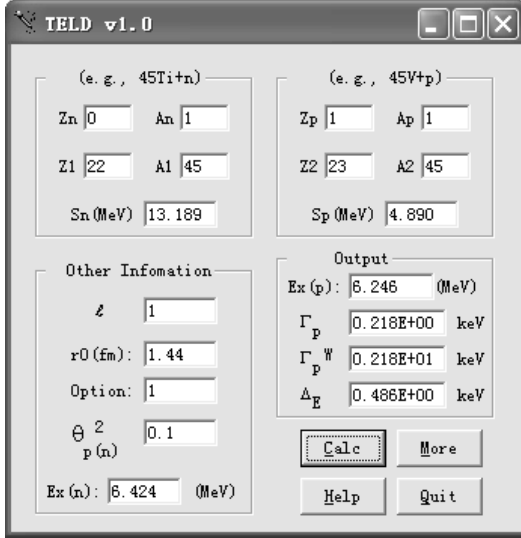 TELD v1.0
(e.g., 45Ti+n)
Zn 0 An 1
Z1 22 A1 45
Sn(MeV) 13.189
(e.g., 45V+p)
Zp 1 Ap 1
Z2 23 A2 45
Sp(MeV) 4.890
Other Infomation
ℓ 1
r0(fm): 1.44
Option: 1
θ 2 p(n) 0.1
Ex(n): 6.424 (MeV)
Output
Ex(p): 6.246 (MeV)
Γp 0.218E+00 keV
Γp W 0.218E+01 keV
ΔE 0.486E+00 keV
Calc More
Help Quit